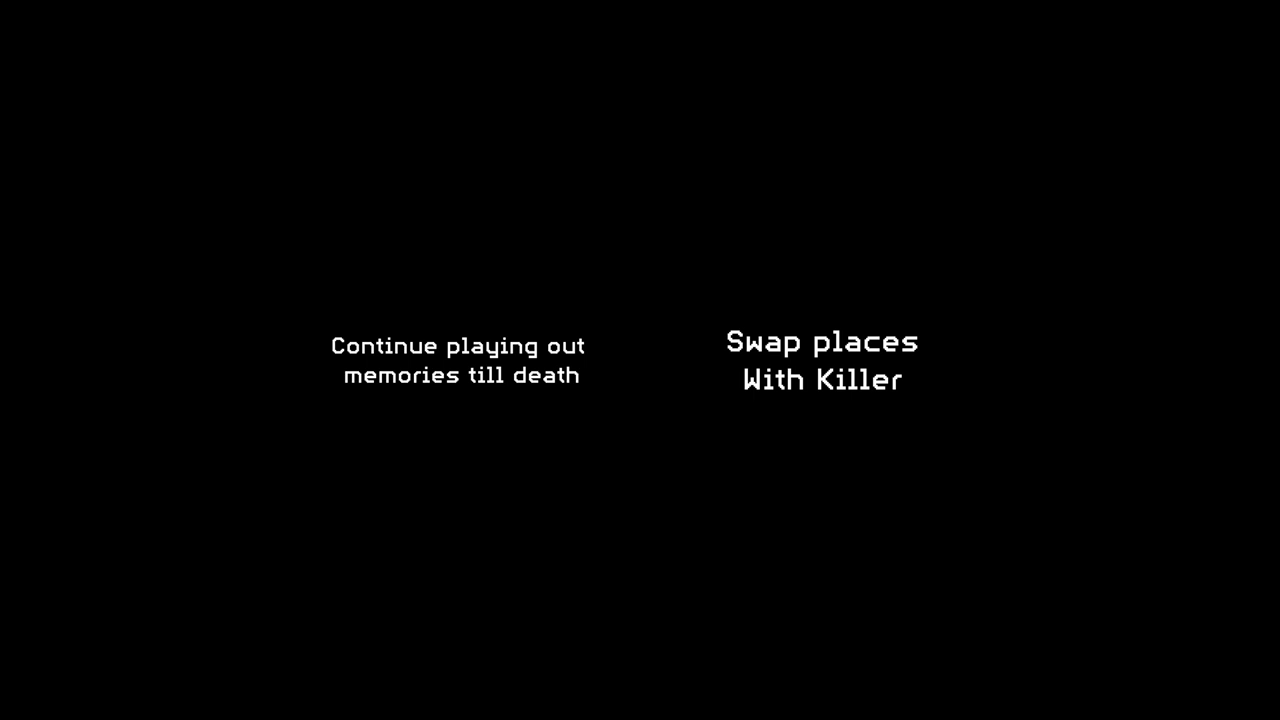 Continue playing out
memories till death
Swap places
With Killer